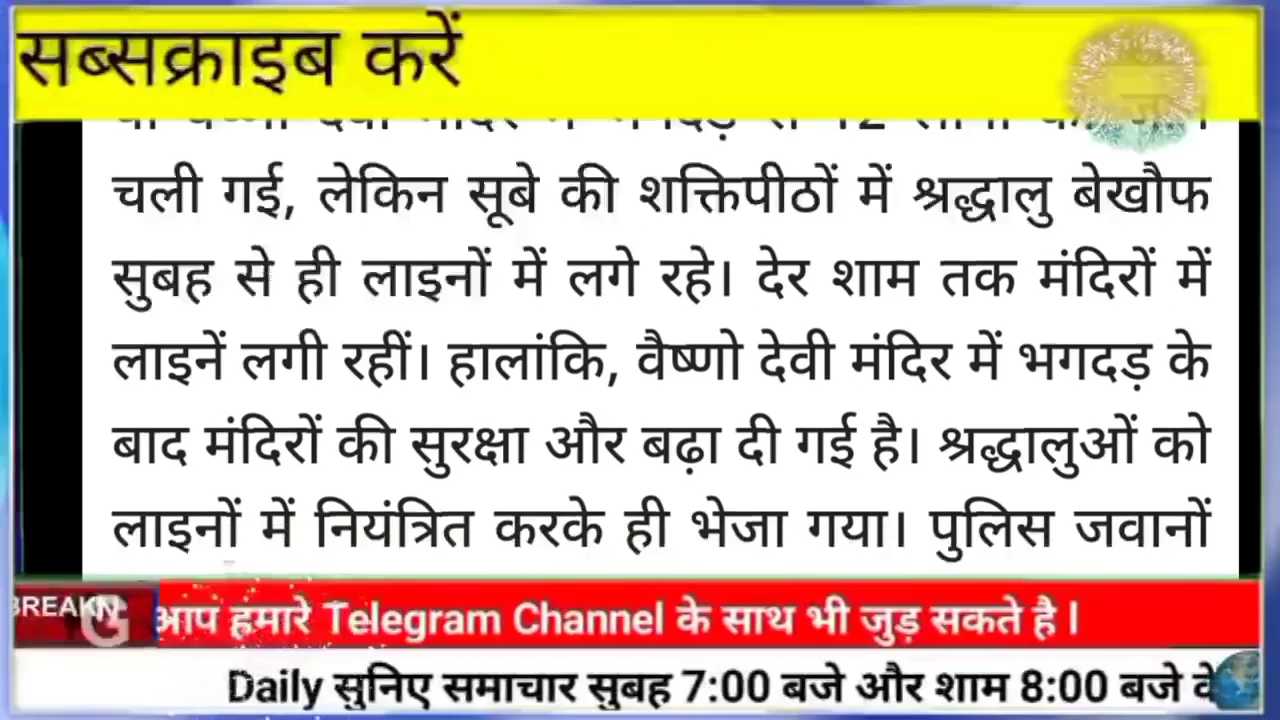 सब्सक्राइब करें
चली गई, लेकिन सूबे की शक्तिपीठों में श्रद्धालु बेखौफ
सुबह से ही लाइनों में लगे रहे। देर शाम तक मंदिरों में
लाइनें लगी रहीं। हालांकि, वैष्णो देवी मंदिर में भगदड़ के
बाद मंदिरों की सुरक्षा और बढ़ा दी गई है। श्रद्धालुओं को
लाइनों में नियंत्रित करके ही भेजा गया। पुलिस जवानों
BREAKN
आप हमारे Telegram Channel के साथ भी जुड़ सकते है l
Daily सुनिए समाचार सुबह 7:00 बजे और शाम 8:00 बजे